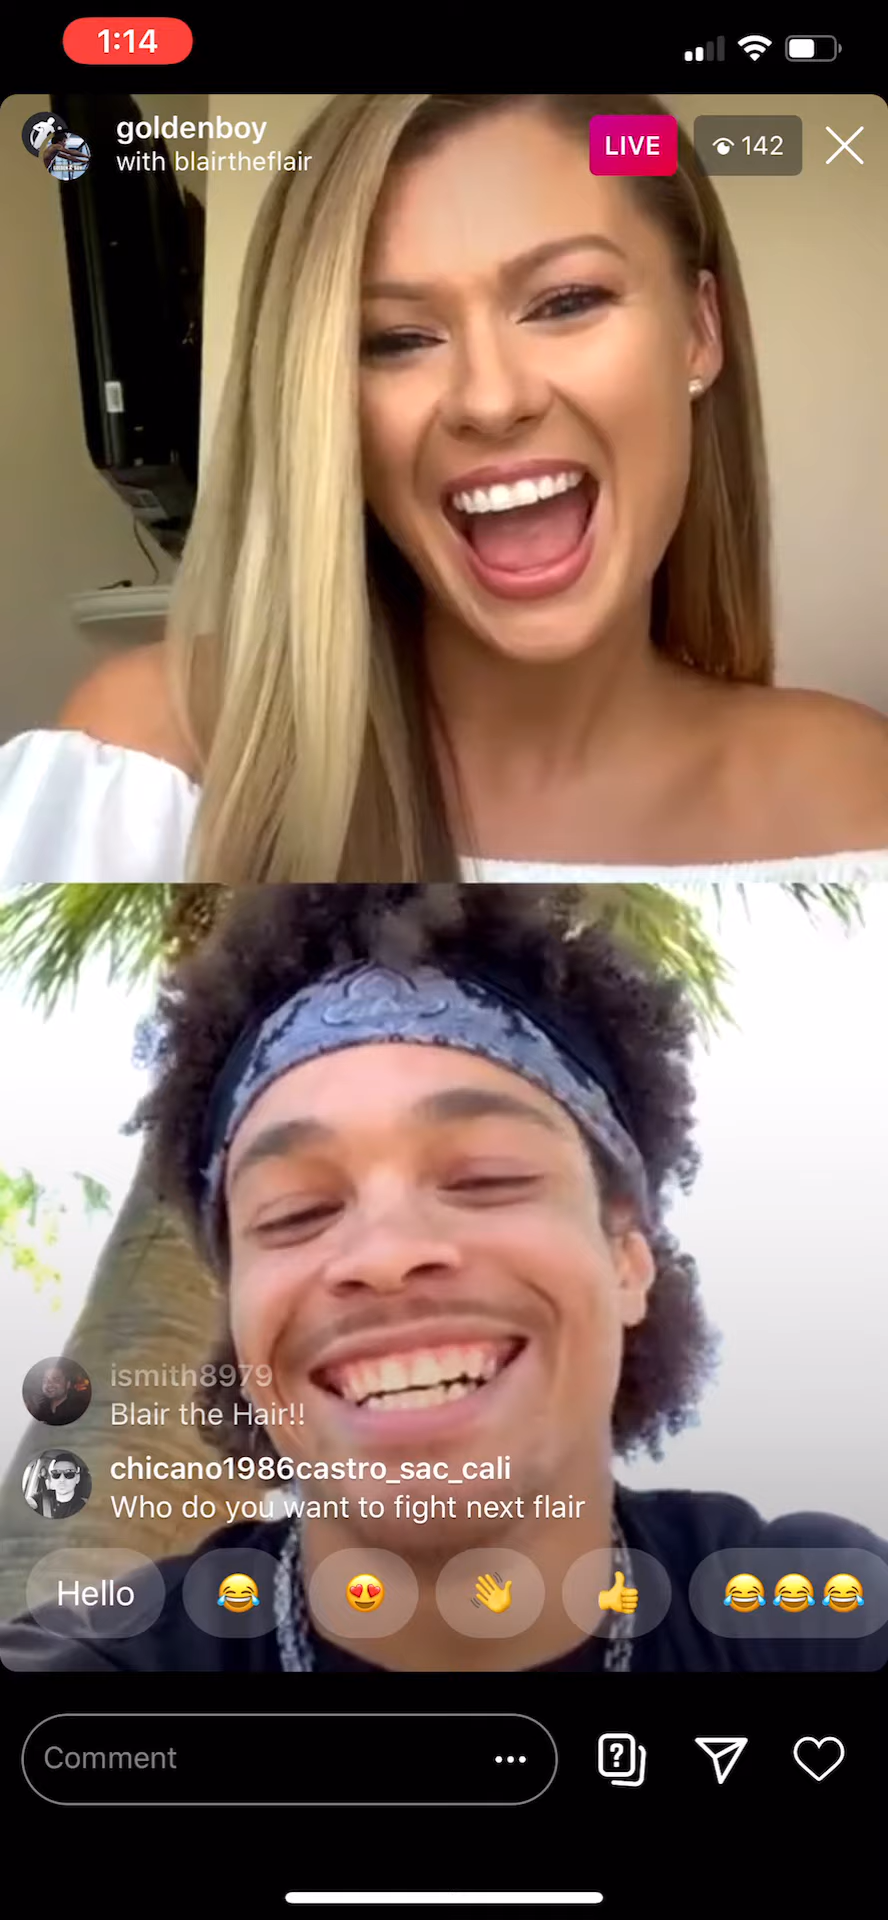 1:14
goldenboy
with blairtheflair
LIVE
142
ismith8979
Blair the Hair!!
chicano1986castro_sac_cali
Who do you want to fight next flair
Hello
Comment